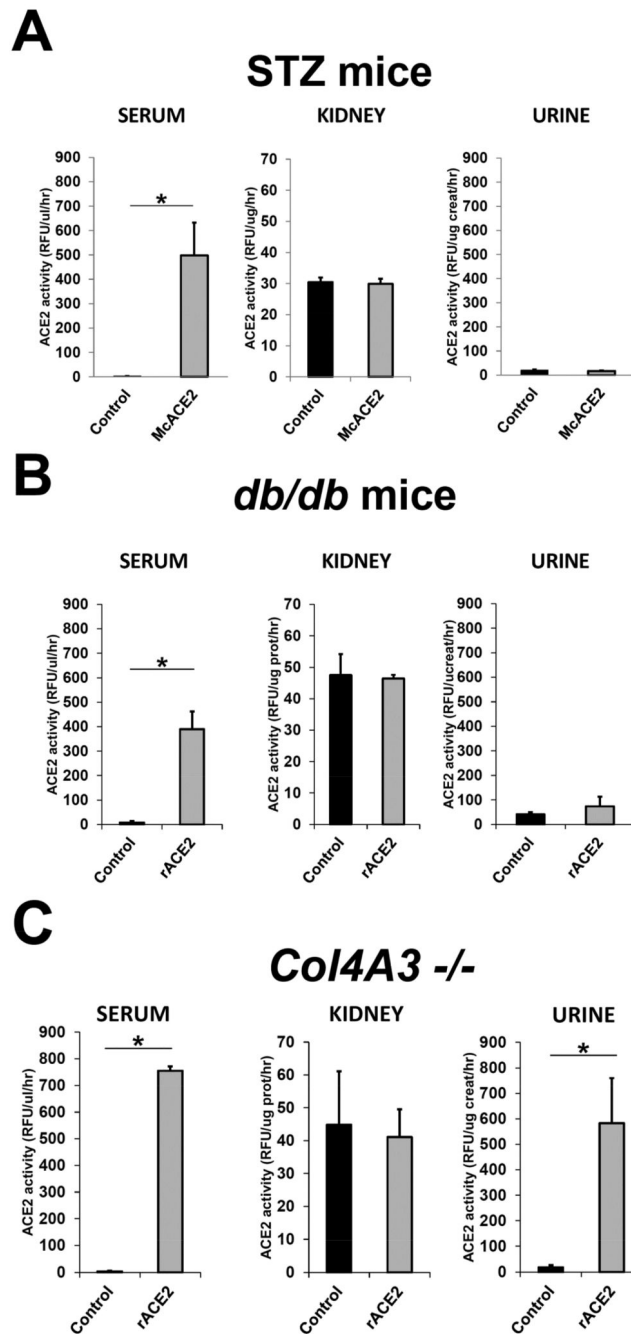 A
STZ mice
SERUM
KIDNEY
URINE
ACE2 activity (RFU/ul/hr)
900
800
700
600
500
400
300
200
100
0
*
Control
McACE2
ACE2 activity (RFU/ug/hr)
70
60
50
40
30
20
10
0
Control
McACE2
ACE2 activity (RFU/ug creat/hr)
900
800
700
600
500
400
300
200
100
0
Control
McACE2
B
db/db mice
SERUM
KIDNEY
URINE
ACE2 activity (RFU/ul/hr)
900
800
700
600
500
400
300
200
100
0
*
Control
rACE2
ACE2 activity (RFU/ug prot/hr)
70
60
50
40
30
20
10
0
Control
rACE2
ACE2 activity (RFU/ucreat/hr)
900
800
700
600
500
400
300
200
100
0
Control
rACE2
C
Col4A3 -/-
SERUM
KIDNEY
URINE
ACE2 activity (RFU/ul/hr)
900
800
700
600
500
400
300
200
100
0
*
Control
rACE2
ACE2 activity (RFU/ug prot/hr)
70
60
50
40
30
20
10
0
Control
rACE2
ACE2 activity (RFU/ug creat/hr)
900
800
700
600
500
400
300
200
100
0
*
Control
rACE2